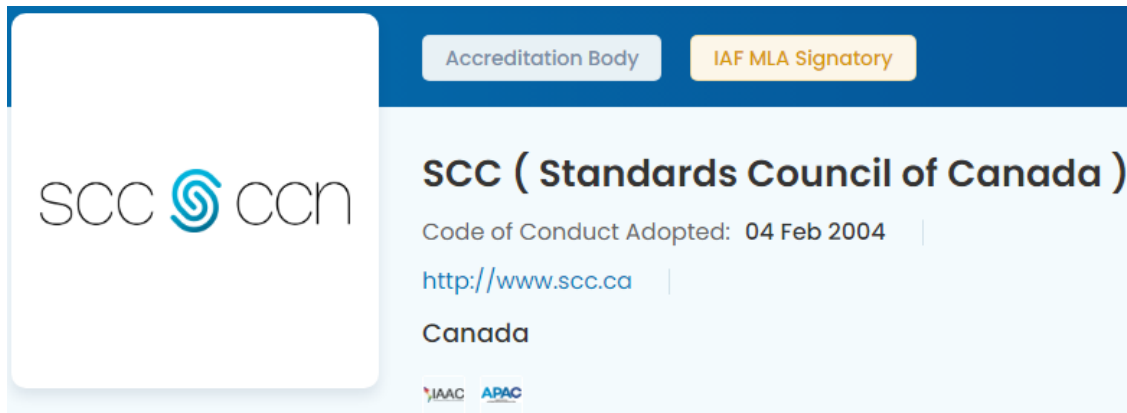 Accreditation Body
IAF MLA Signatory
scc ccn
SCC ( Standards Council of Canada )
Code of Conduct Adopted: 04 Feb 2004
http://www.scc.ca
Canada
IAAC APAC